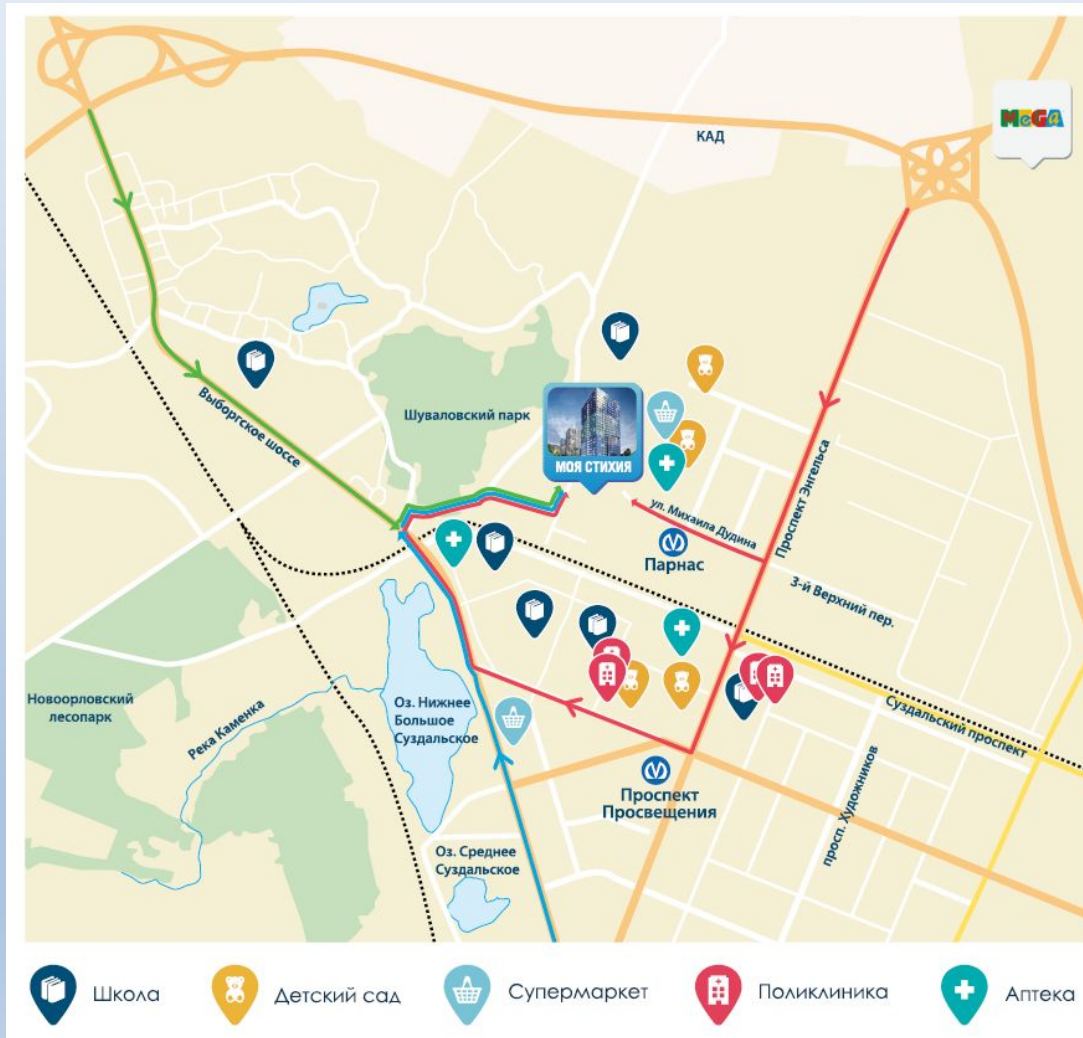 MEGA
КАД
Выборгское шоссе
Шуваловский парк
МОЯ СТИХИЯ
Проспект Энгельса
ул. Михаила Дудина
Парнас
3-й Верхний пер.
Новоорловский
лесопарк
Река Каменка
Оз. Нижнее
Большое
Суздальское
Суздальский проспект
Проспект
Просвещения
просп. Художников
Оз. Среднее
Суздальское
Школа
Детский сад
Супермаркет
Поликлиника
Аптека